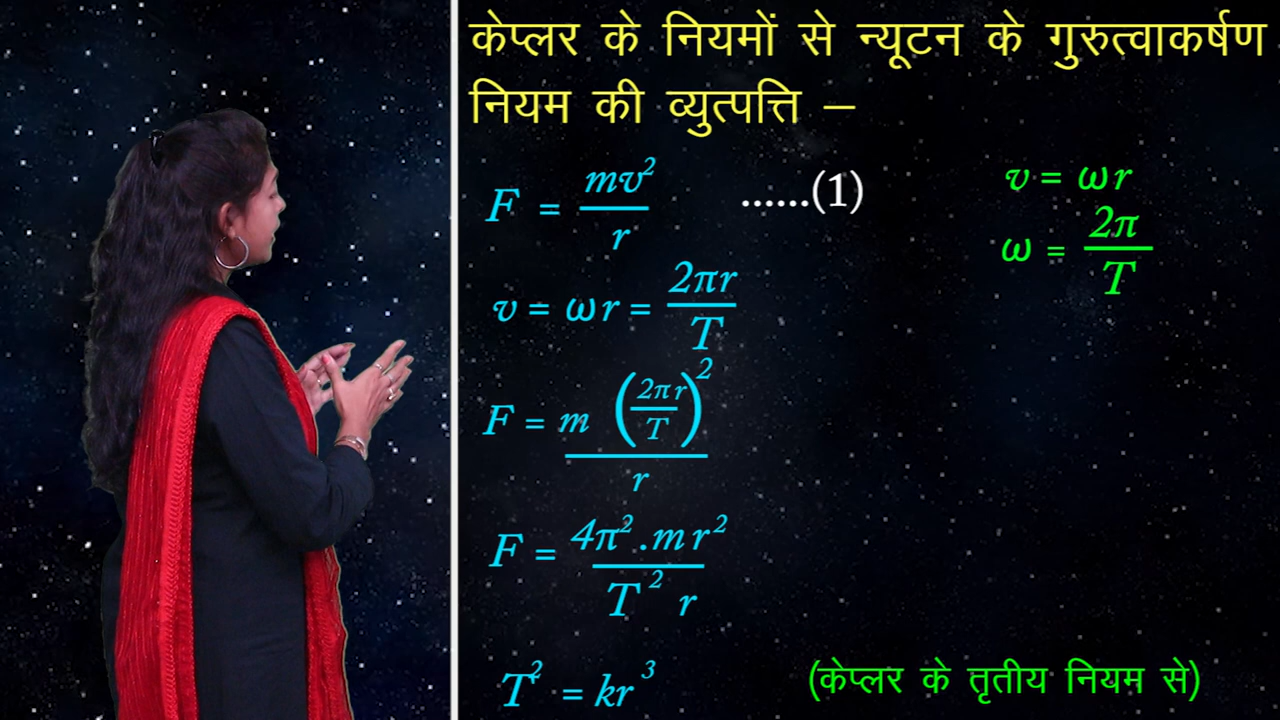 केप्लर के नियमों से न्यूटन के गुरुत्वाकर्षण
नियम की व्युत्पत्ति –
F = mv²/r ......(1)
v = ωr
ω = 2π/T
v = ωr = 2πr/T
F = m (2πr/T)²/r
F = 4π².mr²/T² r
T² = kr³ (केप्लर के तृतीय नियम से)